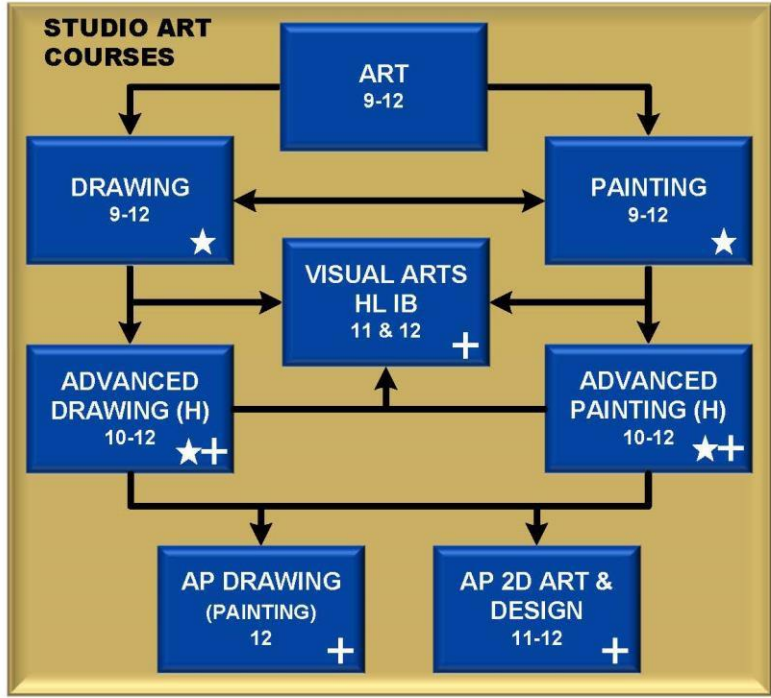 STUDIO ART
COURSES
ART
9-12
DRAWING
9-12
PAINTING
9-12
VISUAL ARTS
HL IB
11 & 12
ADVANCED
DRAWING (H)
10-12
ADVANCED
PAINTING (H)
10-12
AP DRAWING
(PAINTING)
12
AP 2D ART &
DESIGN
11-12